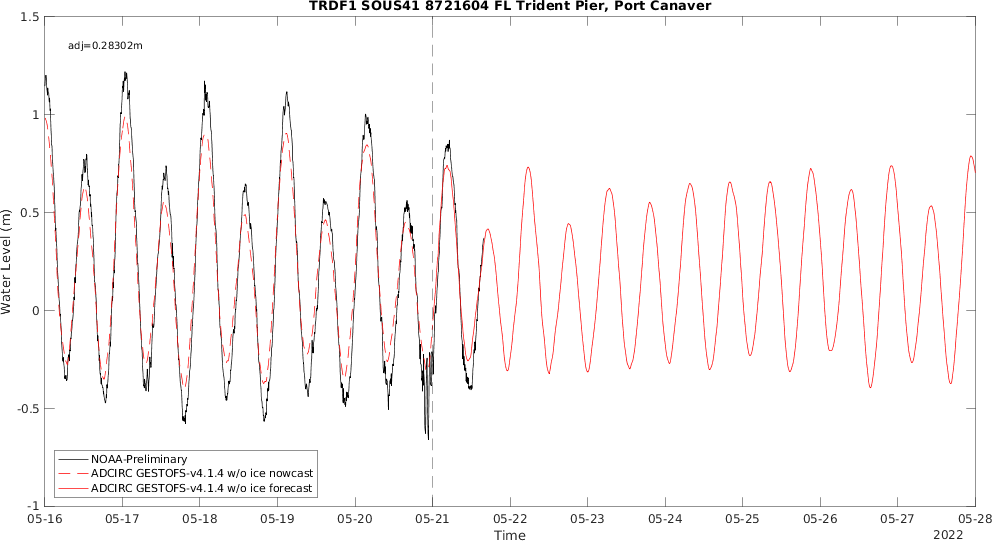 TRDF1 SOUS41 8721604 FL Trident Pier, Port Canaver
1.5
adj=0.28302m
1
0.5
Water Level (m)
0
-0.5
NOAA-Preliminary
ADCIRC GESTOFS-v4.1.4 w/o ice nowcast
ADCIRC GESTOFS-v4.1.4 w/o ice forecast
-1
05-16 05-17 05-18 05-19 05-20 05-21 05-22 05-23 05-24 05-25 05-26 05-27 05-28
Time
2022